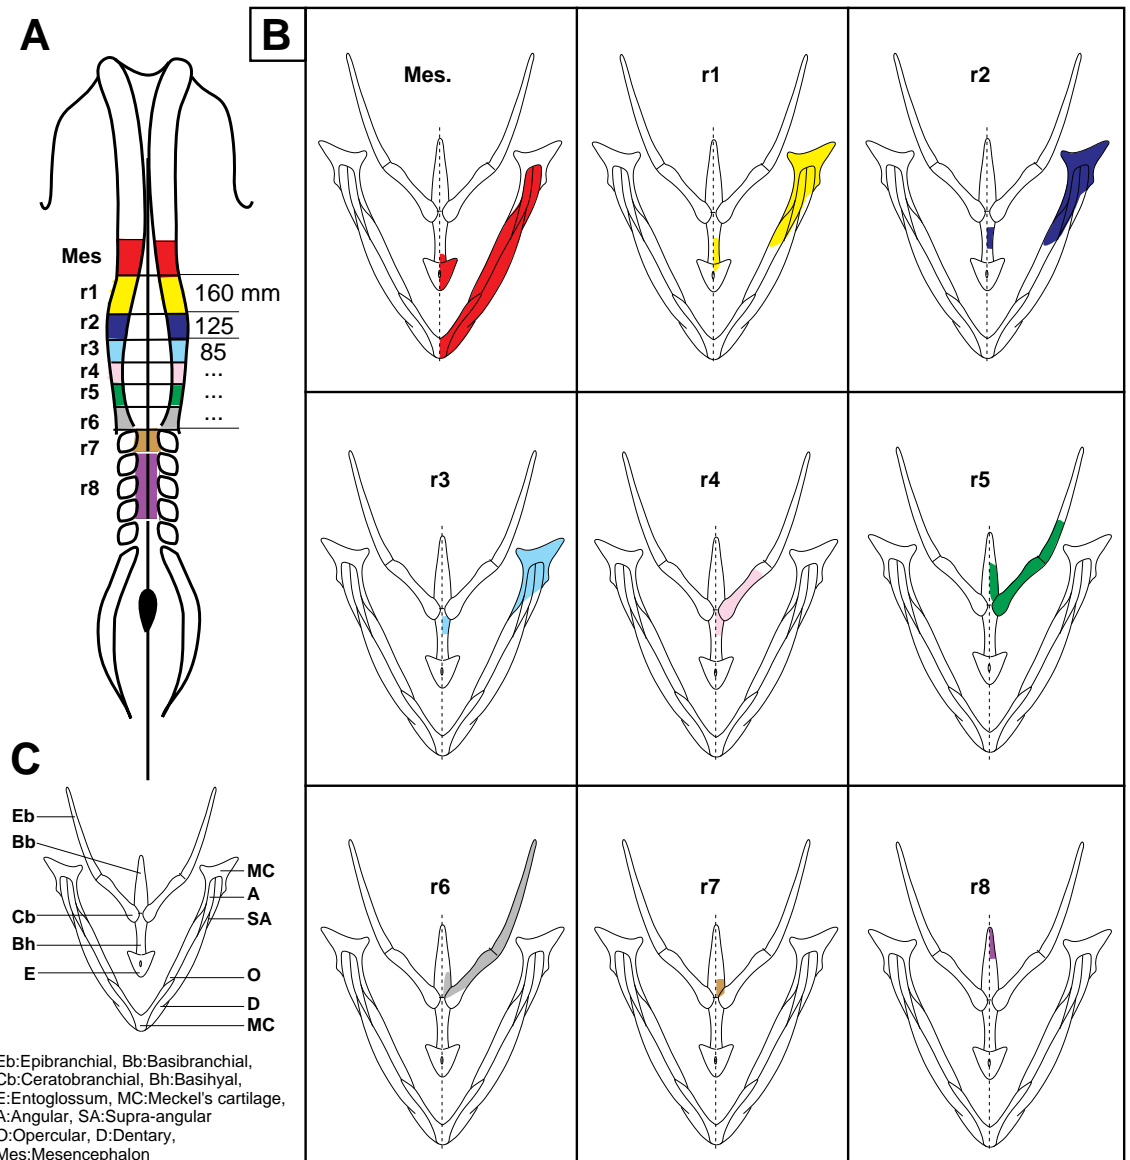 A
B
Mes.
r1
r2
Mes
r1
160 mm
r2
125
r3
85
r4
...
r5
...
r6
...
r7
r8
r3
r4
r5
C
Eb
Bb
MC
A
Cb
SA
Bh
E
O
D
MC
r6
r7
r8
Eb:Epibranchial, Bb:Basibranchial,
Cb:Ceratobranchial, Bh:Basihyal,
E:Entoglossum, MC:Meckel's cartilage,
A:Angular, SA:Supra-angular
O:Opercular, D:Dentary,
Mes:Mesencephalon